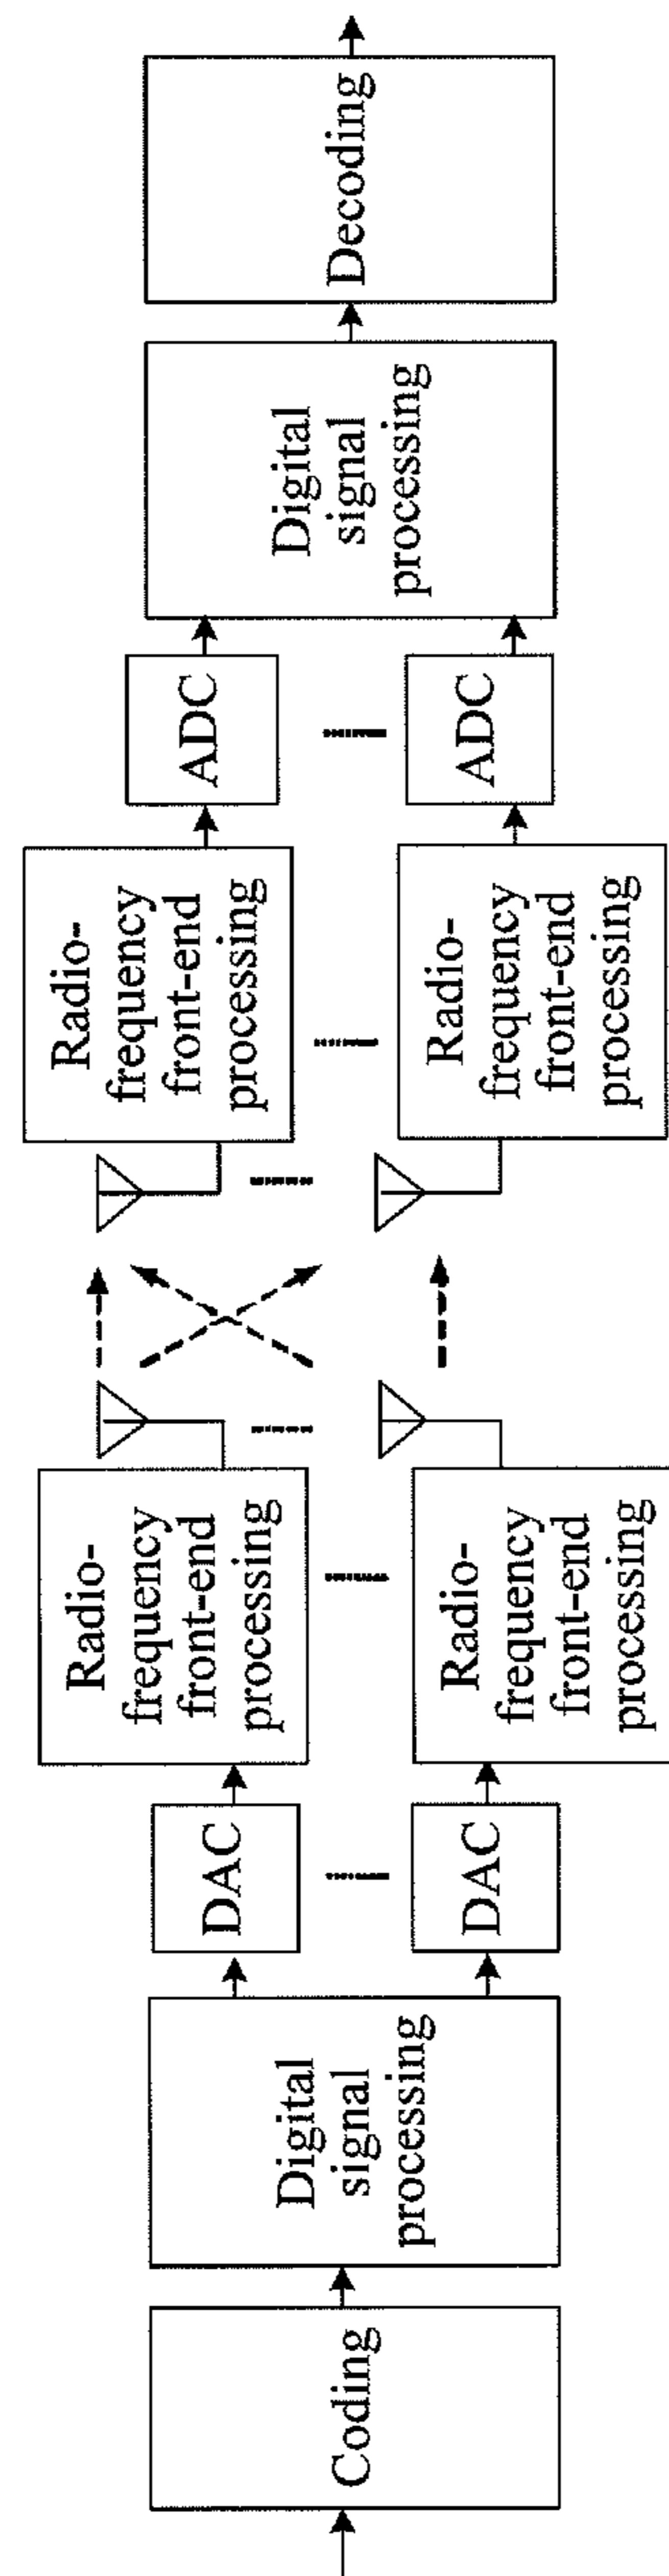 Coding
Digital
signal
processing
DAC
DAC
Radio-
frequency
front-end
processing
Radio-
frequency
front-end
processing
Radio-
frequency
front-end
processing
Radio-
frequency
front-end
processing
ADC
ADC
Digital
signal
processing
Decoding